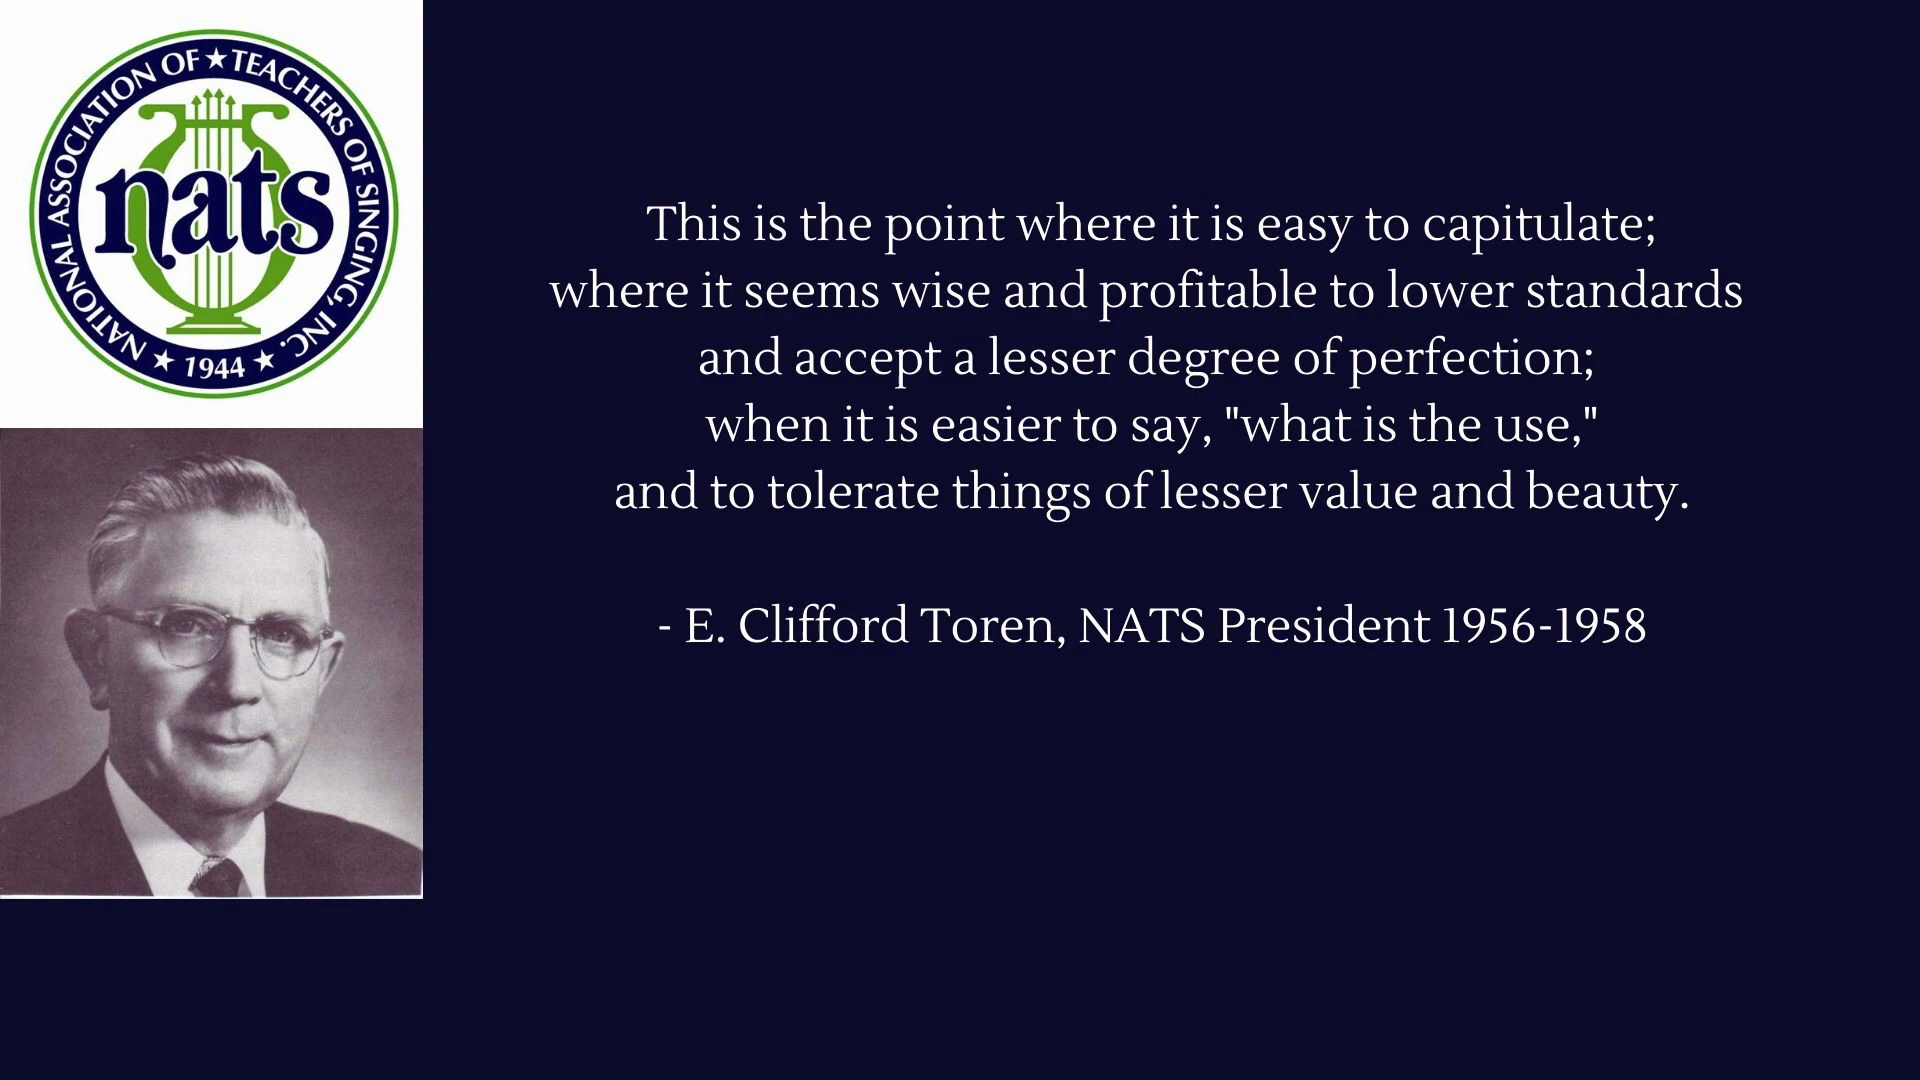 NATIONAL ASSOCIATION OF ★ TEACHERS OF SINGING, INC.
nats
★ 1944 ★
This is the point where it is easy to capitulate;
where it seems wise and profitable to lower standards
and accept a lesser degree of perfection;
when it is easier to say, "what is the use,"
and to tolerate things of lesser value and beauty.
- E. Clifford Toren, NATS President 1956-1958